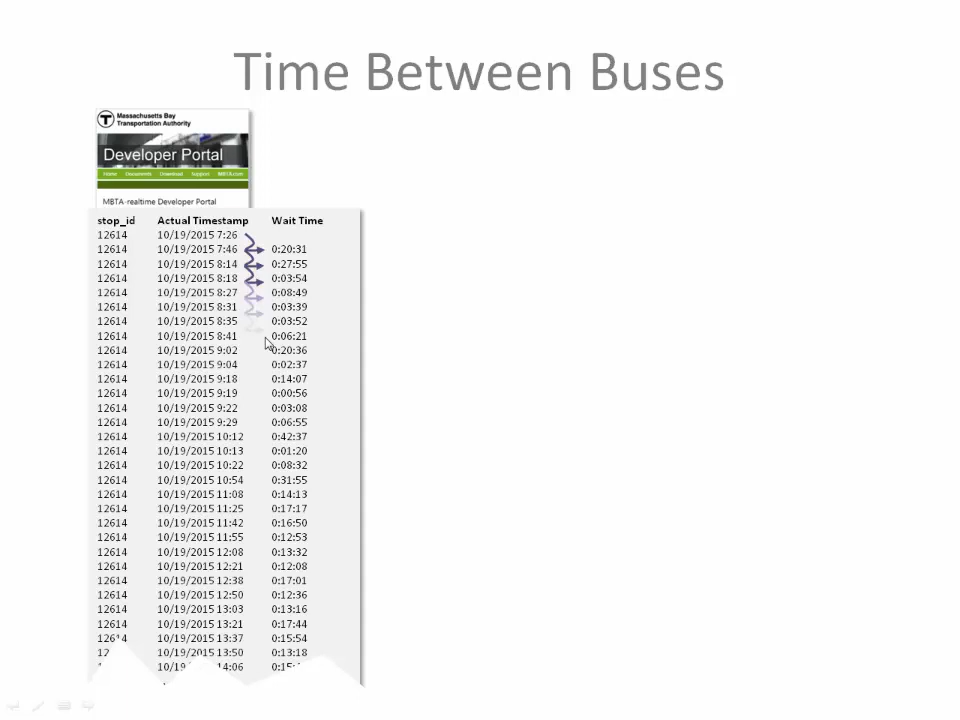 Time Between Buses
Massachusetts Bay
Transportation Authority
Developer Portal
Home Documents Download Support MBTA.com
MBTA-realtime Developer Portal
stop_id Actual Timestamp Wait Time
12614 10/19/2015 7:26
12614 10/19/2015 7:46 0:20:31
12614 10/19/2015 8:14 0:27:55
12614 10/19/2015 8:18 0:03:54
12614 10/19/2015 8:27 0:08:49
12614 10/19/2015 8:31 0:03:39
12614 10/19/2015 8:35 0:03:52
12614 10/19/2015 8:41 0:06:21
12614 10/19/2015 9:02 0:20:36
12614 10/19/2015 9:04 0:02:37
12614 10/19/2015 9:18 0:14:07
12614 10/19/2015 9:19 0:00:56
12614 10/19/2015 9:22 0:03:08
12614 10/19/2015 9:29 0:06:55
12614 10/19/2015 10:12 0:42:37
12614 10/19/2015 10:13 0:01:20
12614 10/19/2015 10:22 0:08:32
12614 10/19/2015 10:54 0:31:55
12614 10/19/2015 11:08 0:14:13
12614 10/19/2015 11:25 0:17:17
12614 10/19/2015 11:42 0:16:50
12614 10/19/2015 11:55 0:12:53
12614 10/19/2015 12:08 0:13:32
12614 10/19/2015 12:21 0:12:08
12614 10/19/2015 12:38 0:17:01
12614 10/19/2015 12:50 0:12:36
12614 10/19/2015 13:03 0:13:16
12614 10/19/2015 13:21 0:17:44
12614 10/19/2015 13:37 0:15:54
10/19/2015 13:50 0:13:18
14:06